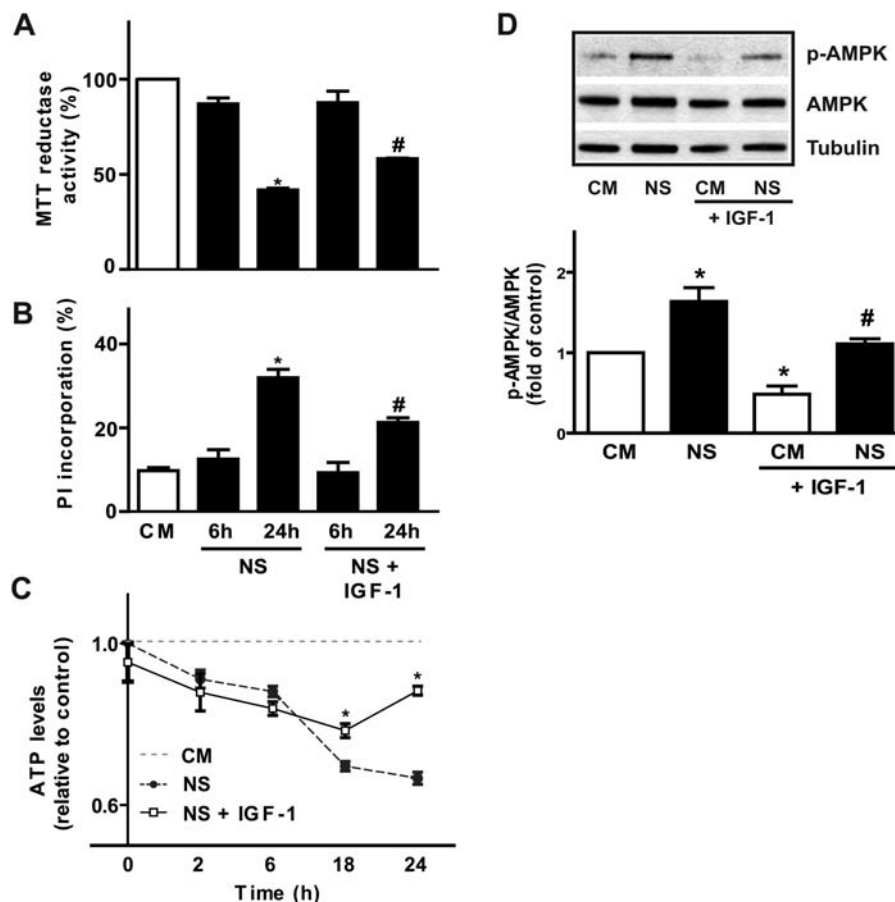 A
MTT reductase
activity (%)
100
50
0
*
#
B
PI incorporation (%)
40
20
0
*
#
CM
6h
24h
6h
24h
NS
NS +
IGF-1
C
ATP levels
(relative to control)
1.0
0.6
*
*
CM
NS
NS + IGF-1
0
2
6
18
24
Time (h)
D
p-AMPK
AMPK
Tubulin
CM
NS
CM
NS
+ IGF-1
p-AMPK/AMPK
(fold of control)
2
1
0
*
*
#
CM
NS
CM
NS
+ IGF-1